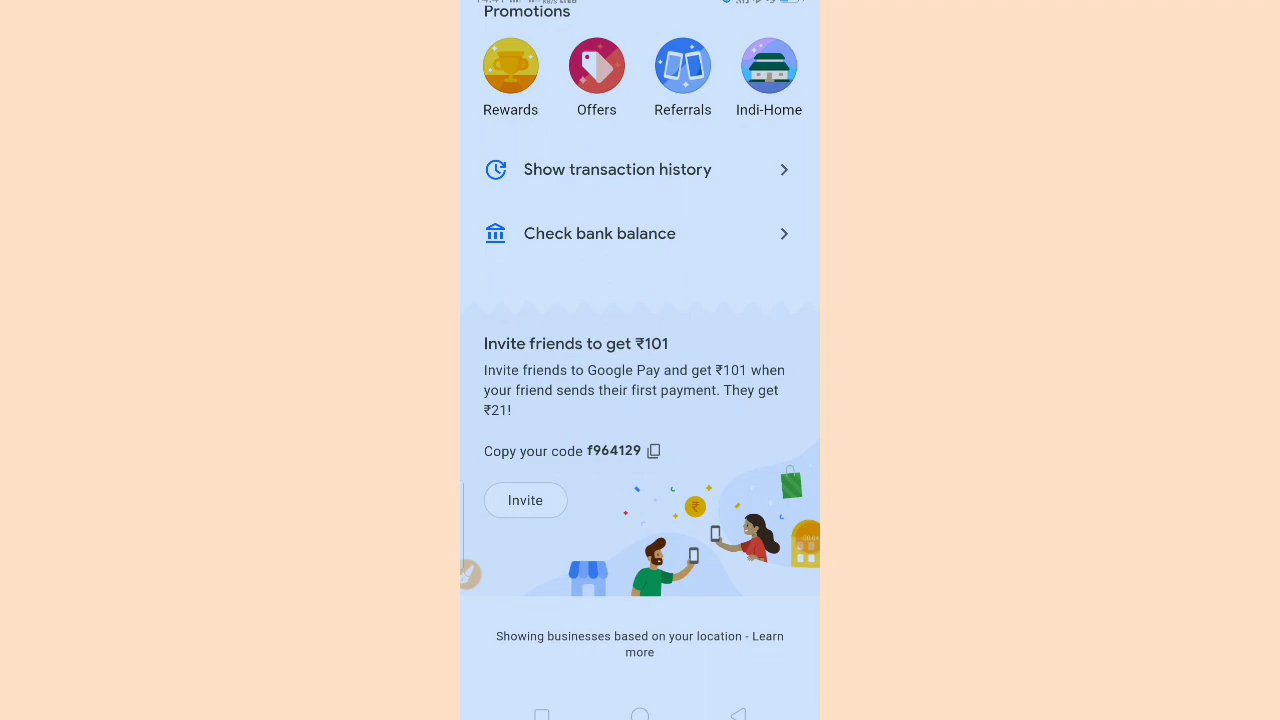 Promotions
Rewards Offers Referrals Indi-Home
Show transaction history
Check bank balance
Invite friends to get ₹101
Invite friends to Google Pay and get ₹101 when
your friend sends their first payment. They get
₹21!
Copy your code f964129
Invite
Showing businesses based on your location - Learn
more